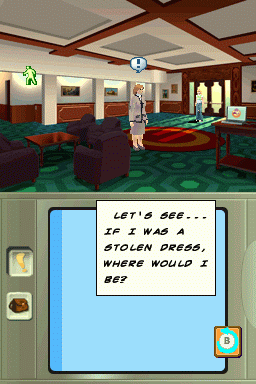 !
LET'S SEE...
IF I WAS A
STOLEN DRESS,
WHERE WOULD I
BE?
B